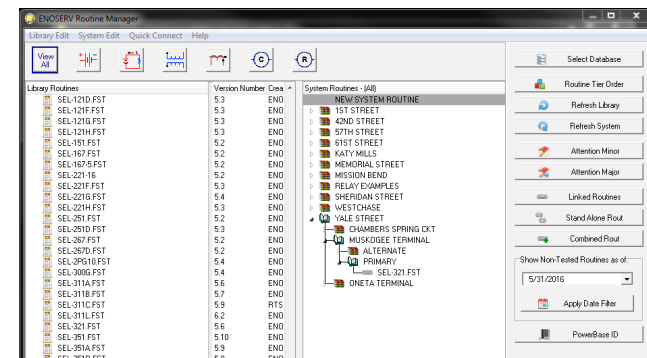 ENOSERV Routine Manager
Library Edit System Edit Quick Connect Help
View
All
C
R
Library Routines Version Number Crea
SEL-121D.FST 5.3 ENO
SEL-121F.FST 5.3 ENO
SEL-121G.FST 5.3 ENO
SEL-121H.FST 5.3 ENO
SEL-151.FST 5.2 ENO
SEL-167.FST 5.2 ENO
SEL-167-5.FST 5.2 ENO
SEL-221-16 5.2 ENO
SEL-221F.FST 5.3 ENO
SEL-221G.FST 5.4 ENO
SEL-221H.FST 5.3 ENO
SEL-251.FST 5.2 ENO
SEL-251D.FST 5.3 ENO
SEL-267.FST 5.2 ENO
SEL-267D.FST 5.2 ENO
SEL-2PG10.FST 5.4 ENO
SEL-300G.FST 5.4 ENO
SEL-311A.FST 5.6 ENO
SEL-311B.FST 5.7 ENO
SEL-311C.FST 5.9 RTS
SEL-311L.FST 6.2 ENO
SEL-321.FST 5.6 ENO
SEL-351.FST 5.10 ENO
SEL-351A.FST 5.9 ENO
System Routines - (All)
NEW SYSTEM ROUTINE
1ST STREET
42ND STREET
57TH STREET
61ST STREET
KATY MILLS
MEMORIAL STREET
MISSION BEND
RELAY EXAMPLES
SHERIDAN STREET
WESTCHASE
YALE STREET
CHAMBERS SPRING CKT
MUSKOGEE TERMINAL
ALTERNATE
PRIMARY
SEL-321.FST
ONETA TERMINAL
Select Database
Routine Tier Order
Refresh Library
Refresh System
Attention Minor
Attention Major
Linked Routines
Stand Alone Rout
Combined Rout
Show Non-Tested Routines as of:
5/31/2016
Apply Date Filter
PowerBase ID